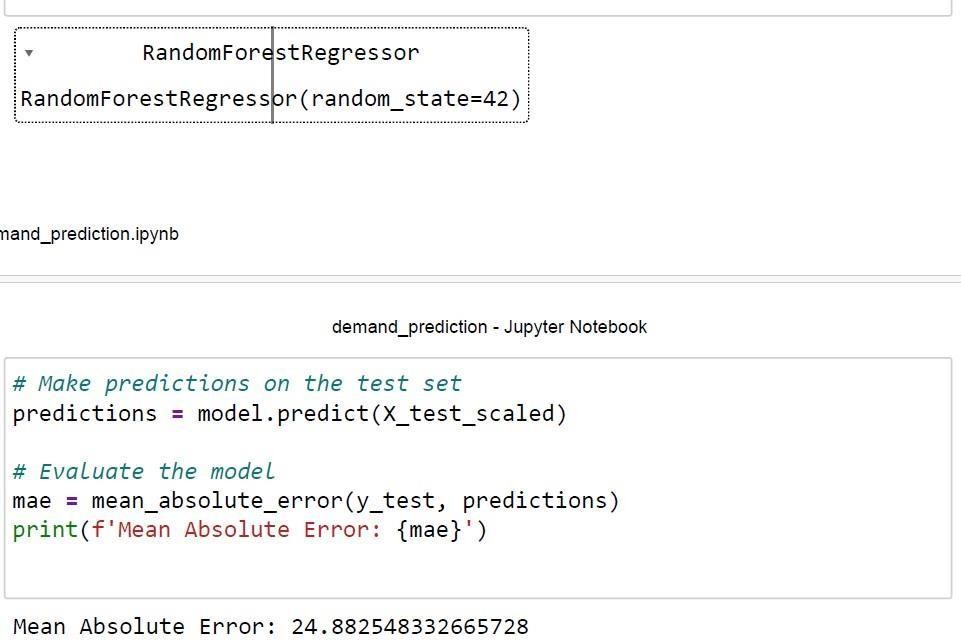 RandomForestRegressor
RandomForestRegressor(random_state=42)
mand_prediction.ipynb
demand_prediction - Jupyter Notebook
# Make predictions on the test set
predictions = model.predict(X_test_scaled)
# Evaluate the model
mae = mean_absolute_error(y_test, predictions)
print(f'Mean Absolute Error: {mae}')
Mean Absolute Error: 24.882548332665728